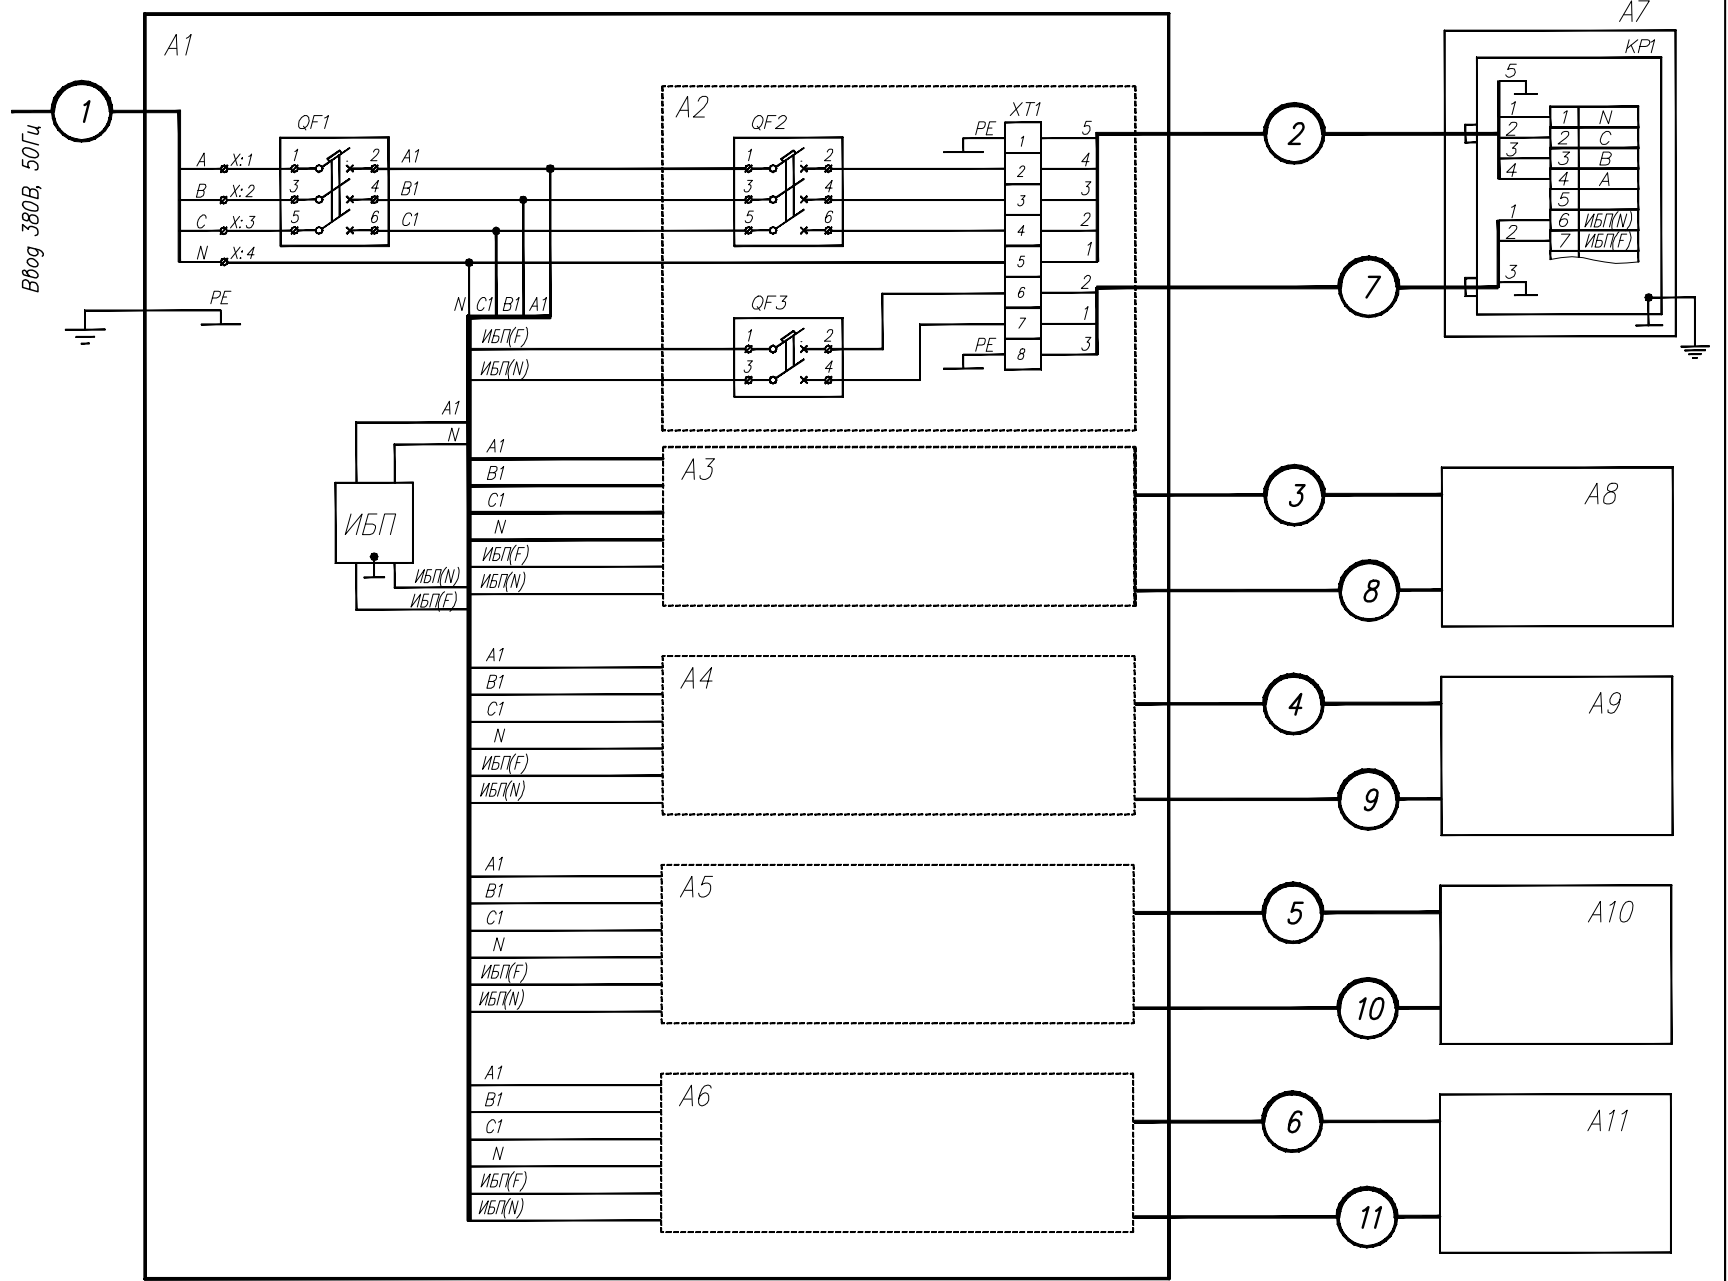 A7
A1
KP1
1
Ввод 380В, 50Гц
A2
XT1
QF1
QF2
PE
5
2
5
1 2 A1
1 2
1
4
1
1 N
A X:1
2
2
2 C
3 4 B1
3 4
3
3
3
3 B
B X:2
4
4 A
5 6 C1
5 6
4
2
5
C X:3
1
6 ИБП(N)
N X:4
5
1
2
7 ИБП(F)
7
3
PE
N C1 B1 A1
QF3
6
2
ИБП(F)
1 2
7
1
ИБП(N)
3 4
PE
8
3
A1
N
ИБП
ИБП(N)
ИБП(F)
A1
B1
C1
N
ИБП(F)
ИБП(N)
A3
3
8
A8
A1
B1
C1
N
ИБП(F)
ИБП(N)
A4
4
9
A9
A1
B1
C1
N
ИБП(F)
ИБП(N)
A5
5
10
A10
A1
B1
C1
N
ИБП(F)
ИБП(N)
A6
6
11
A11